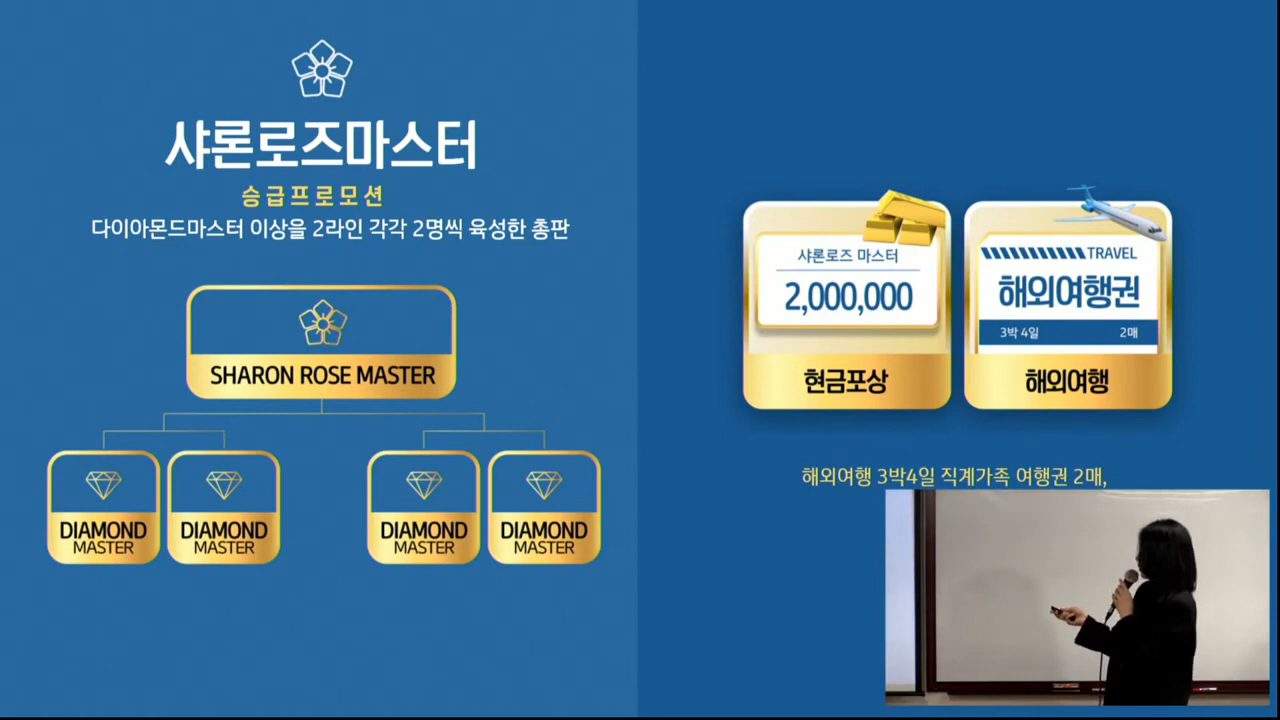 샤론로즈마스터
승급프로모션
다이아몬드마스터 이상을 2라인 각각 2명씩 육성한 총판
SHARON ROSE MASTER
DIAMOND
MASTER
DIAMOND
MASTER
DIAMOND
MASTER
DIAMOND
MASTER
샤론로즈 마스터
2,000,000
현금포상
TRAVEL
해외여행권
3박 4일 2매
해외여행
해외여행 3박4일 직계가족 여행권 2매,